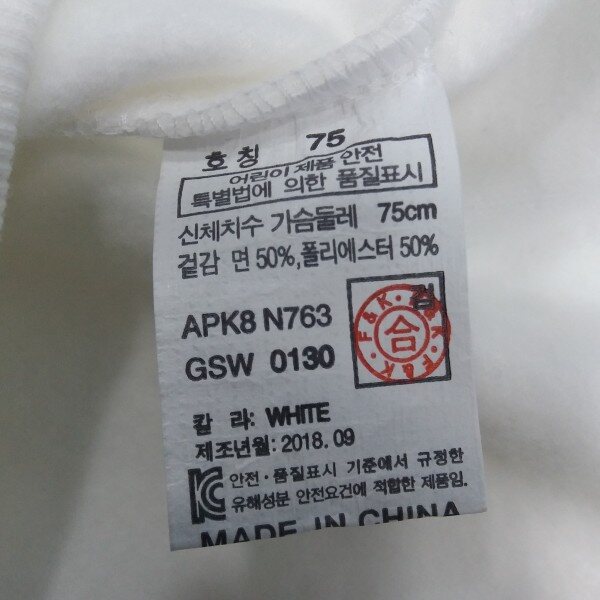 호칭 75
어린이 제품 안전
특별법에 의한 품질표시
신체치수 가슴둘레 75cm
겉감 면 50%,폴리에스터 50%
APK8 N763
GSW 0130
검
F&K · F&K · F&K
合
칼 라: WHITE
제조년월: 2018. 09
안전 · 품질표시 기준에서 규정한
유해성분 안전요건에 적합한 제품임.
MADE IN CHINA